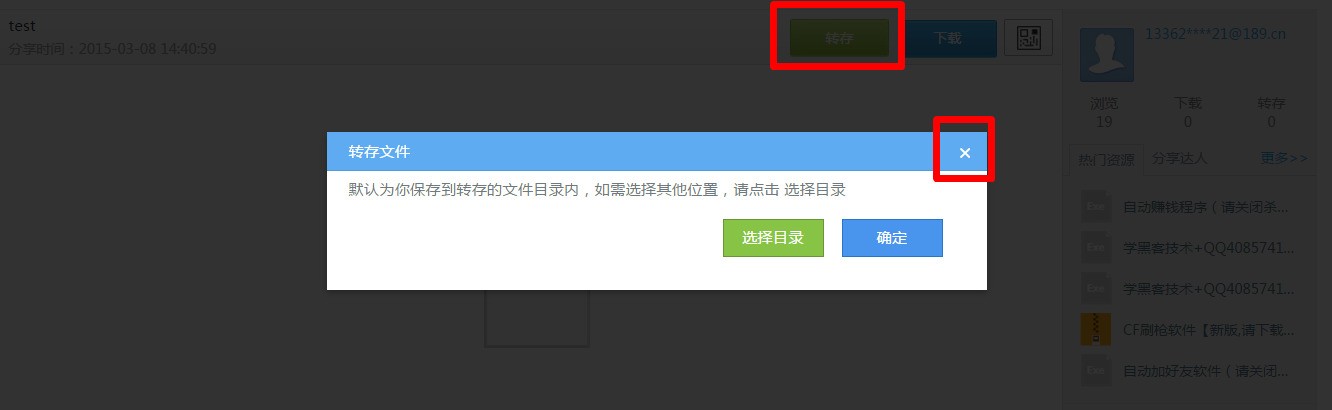 test
分享时间：2015-03-08 14:40:59
转存
下载
13362****21@189.cn
浏览 下载 转存
19 0 0
热门资源 分享达人 更多>>
自动赚钱程序（请关闭杀...
学黑客技术+QQ4085741...
学黑客技术+QQ4085741...
CF刷枪软件【新版,请下载...
自动加好友软件（请关闭...
转存文件
默认为你保存到转存的文件目录内，如需选择其他位置，请点击 选择目录
选择目录
确定